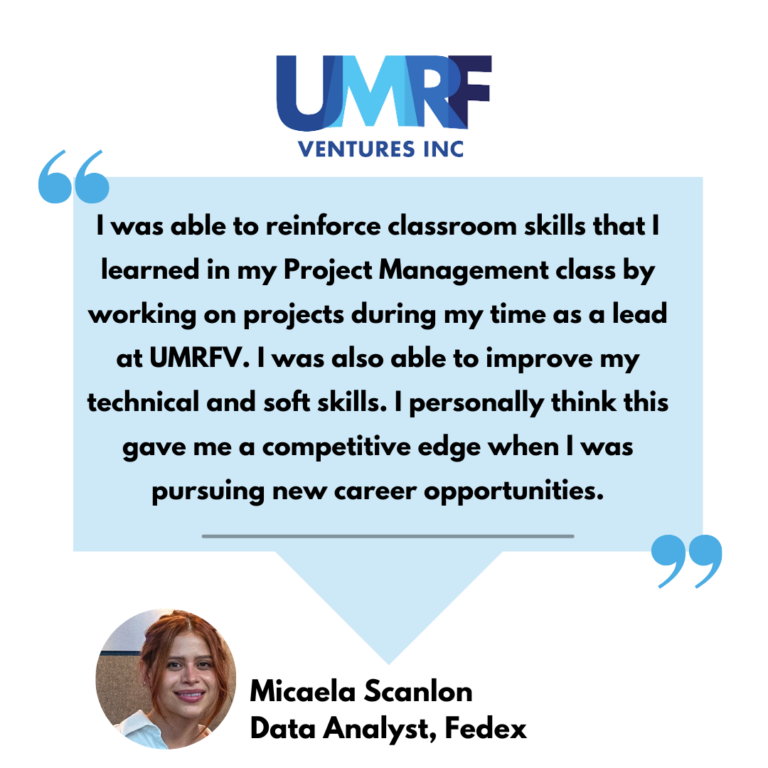 UMRF
VENTURES INC
“
I was able to reinforce classroom skills that I
learned in my Project Management class by
working on projects during my time as a lead
at UMRFV. I was also able to improve my
technical and soft skills. I personally think this
gave me a competitive edge when I was
pursuing new career opportunities.
”
Micaela Scanlon
Data Analyst, Fedex